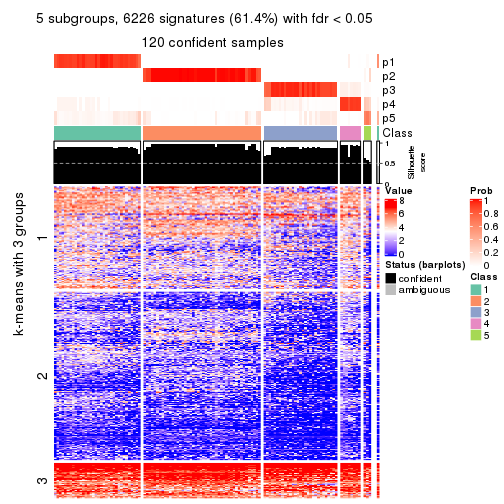 5 subgroups, 6226 signatures (61.4%) with fdr < 0.05
120 confident samples
p1
p2
p3
p4
p5
Class
1
0.5
0
Silhouette
score
k-means with 3 groups
1
2
3
Value
8
6
4
2
0
Status (barplots)
confident
ambiguous
Prob
1
0.8
0.6
0.4
0.2
0
Class
1
2
3
4
5